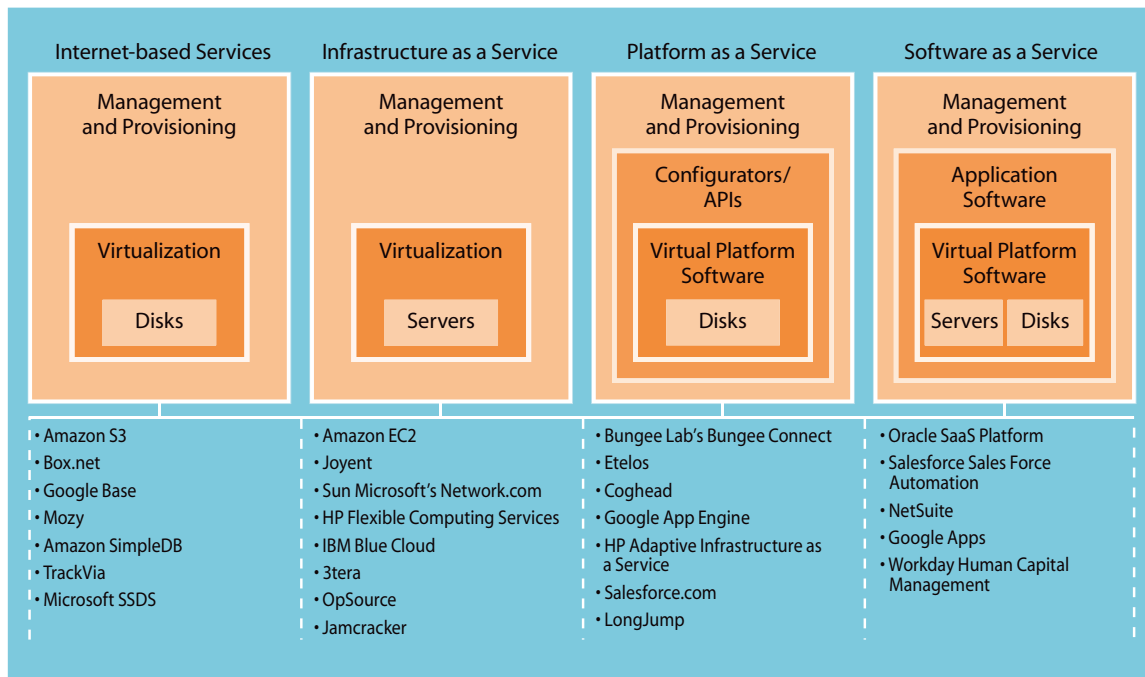 Internet-based Services
Management
and Provisioning
Virtualization
Disks
• Amazon S3
• Box.net
• Google Base
• Mozy
• Amazon SimpleDB
• TrackVia
• Microsoft SSDS
Infrastructure as a Service
Management
and Provisioning
Virtualization
Servers
• Amazon EC2
• Joyent
• Sun Microsoft's Network.com
• HP Flexible Computing Services
• IBM Blue Cloud
• 3tera
• OpSource
• Jamcracker
Platform as a Service
Management
and Provisioning
Configurators/
APIs
Virtual Platform
Software
Disks
• Bungee Lab's Bungee Connect
• Etelos
• Coghead
• Google App Engine
• HP Adaptive Infrastructure as
a Service
• Salesforce.com
• LongJump
Software as a Service
Management
and Provisioning
Application
Software
Virtual Platform
Software
Servers
Disks
• Oracle SaaS Platform
• Salesforce Sales Force
Automation
• NetSuite
• Google Apps
• Workday Human Capital
Management